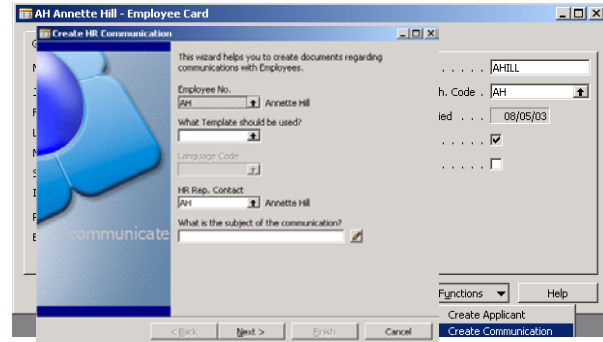 AH Annette Hill - Employee Card
Create HR Communication
This wizard helps you to create documents regarding
communications with Employees.
Employee No.
AH Annette Hill
What Template should be used?
Language Code
HR Rep. Contact
AH Annette Hill
What is the subject of the communication?
communicate
< Back Next > Finish Cancel
. . . . . AHILL
h. Code . AH
ied . . . 08/05/03
. . . . .
. . . . .
Functions Help
Create Applicant
Create Communication